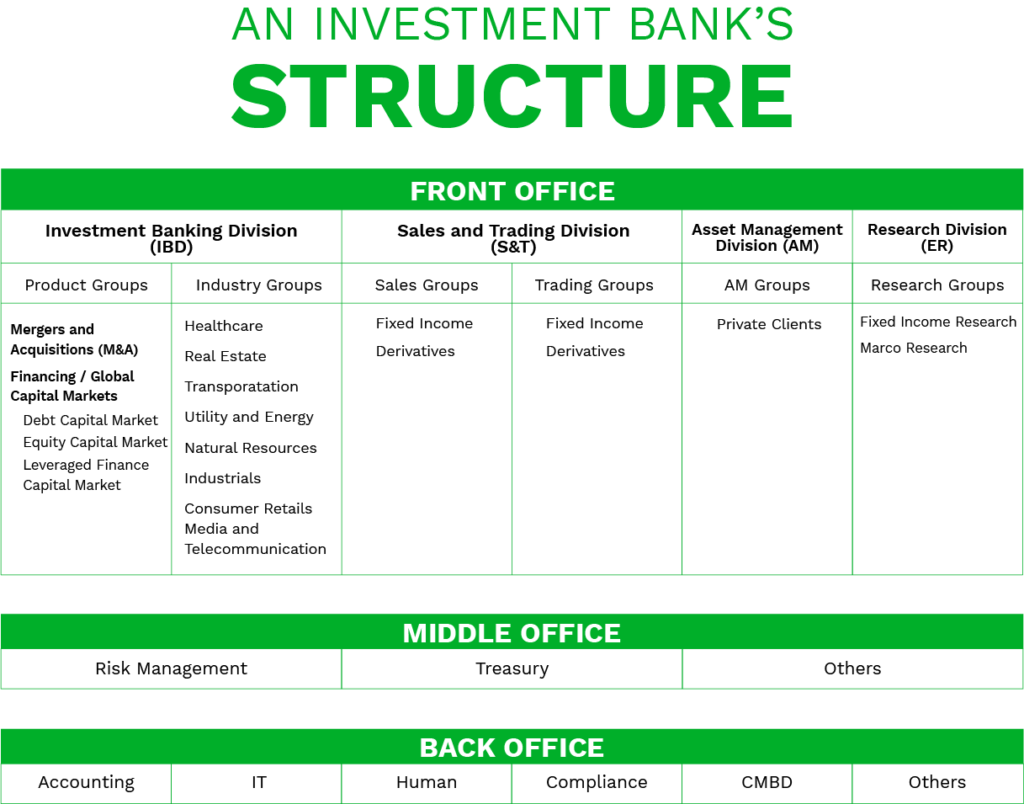 AN INVESTMENT BANK'S
STRUCTURE
FRONT OFFICE
Investment Banking Division
(IBD)
Sales and Trading Division
(S&T)
Asset Management
Division (AM)
Research Division
(ER)
Product Groups
Industry Groups
Sales Groups
Trading Groups
AM Groups
Research Groups
Mergers and
Acquisitions (M&A)
Financing / Global
Capital Markets
Debt Capital Market
Equity Capital Market
Leveraged Finance
Capital Market
Healthcare
Real Estate
Transporatation
Utility and Energy
Natural Resources
Industrials
Consumer Retails
Media and
Telecommunication
Fixed Income
Derivatives
Fixed Income
Derivatives
Private Clients
Fixed Income Research
Marco Research
MIDDLE OFFICE
Risk Management
Treasury
Others
BACK OFFICE
Accounting
IT
Human
Compliance
CMBD
Others